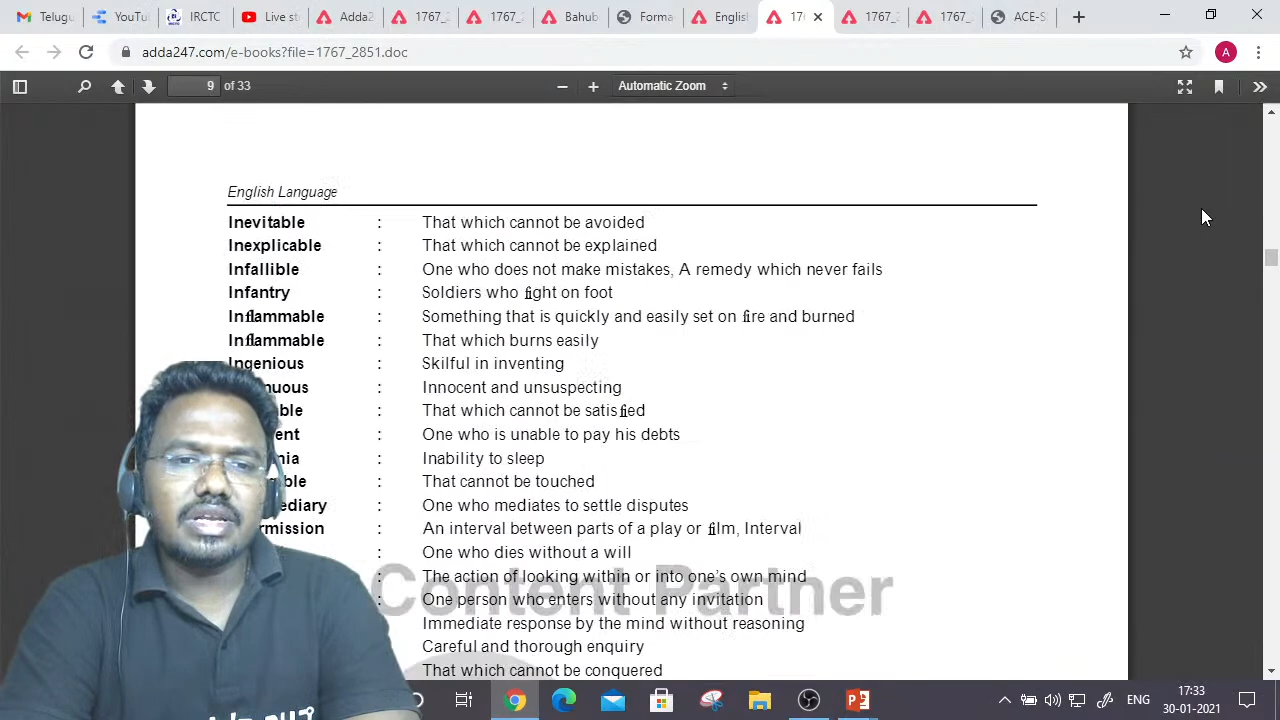 Telugu YouTu IRCTC Live st Adda2 1767_2 1767_2 Bahub Forma English 17 1767_3 1767_ ACE-S
adda247.com/e-books?file=1767_2851.doc A
9 of 33 Automatic Zoom
English Language
Inevitable : That which cannot be avoided
Inexplicable : That which cannot be explained
Infallible : One who does not make mistakes, A remedy which never fails
Infantry : Soldiers who fight on foot
Inflammable : Something that is quickly and easily set on fire and burned
Inflammable : That which burns easily
Ingenious : Skilful in inventing
nuous : Innocent and unsuspecting
ble : That which cannot be satisfied
ent : One who is unable to pay his debts
nia : Inability to sleep
ble : That cannot be touched
ediary : One who mediates to settle disputes
rmission : An interval between parts of a play or film, Interval
: One who dies without a will
: The action of looking within or into one's own mind
Content Partner
: One person who enters without any invitation
Immediate response by the mind without reasoning
Careful and thorough enquiry
That which cannot be conquered
ENG 17:33
30-01-2021